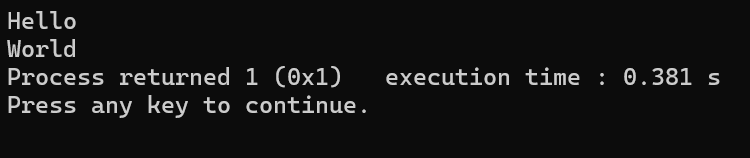 Hello
World
Process returned 1 (0x1)   execution time : 0.381 s
Press any key to continue.